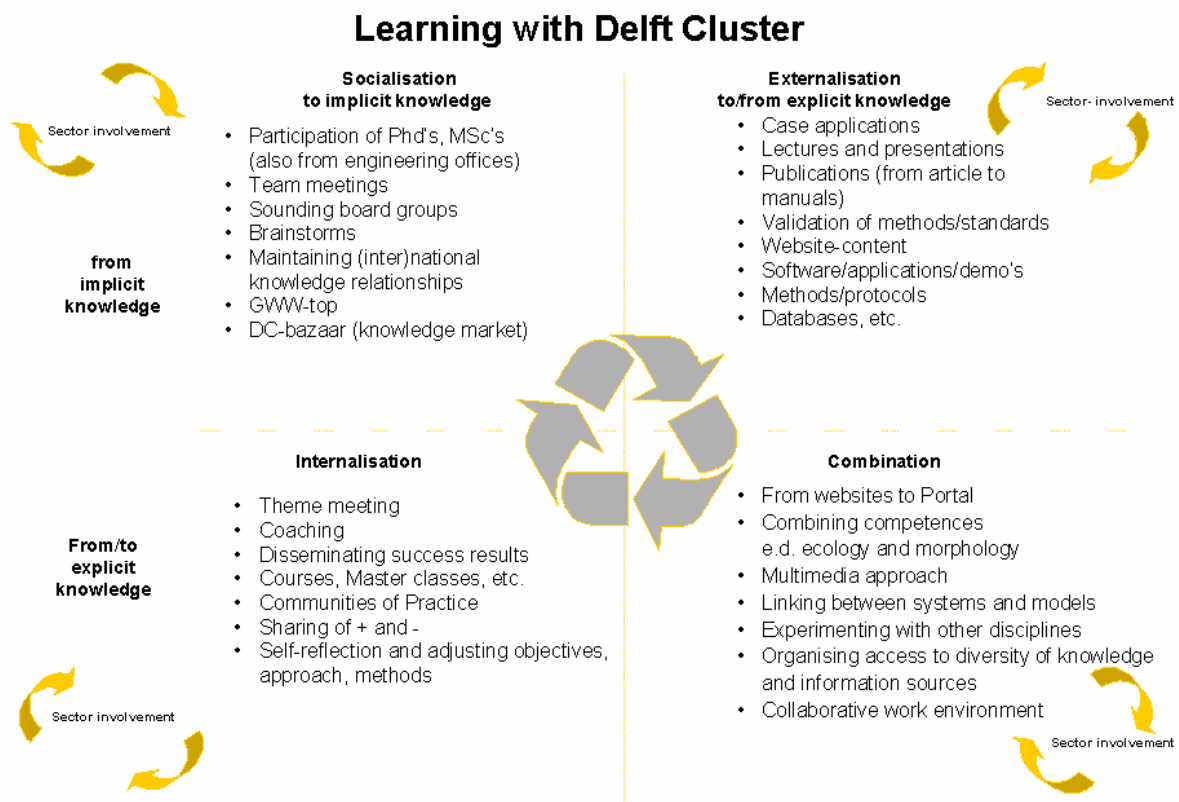 Learning with Delft Cluster
Socialisation
to implicit knowledge
Sector involvement
• Participation of Phd's, MSc's
(also from engineering offices)
• Team meetings
• Sounding board groups
• Brainstorms
• Maintaining (inter)national
knowledge relationships
• GWW-top
• DC-bazaar (knowledge market)
from
implicit
knowledge
Externalisation
to/from explicit knowledge
Sector- involvement
• Case applications
• Lectures and presentations
• Publications (from article to
manuals)
• Validation of methods/standards
• Website-content
• Software/applications/demo's
• Methods/protocols
• Databases, etc.
Internalisation
• Theme meeting
• Coaching
• Disseminating success results
• Courses, Master classes, etc.
• Communities of Practice
• Sharing of + and -
• Self-reflection and adjusting objectives,
approach, methods
From/to
explicit
knowledge
Sector involvement
Combination
• From websites to Portal
• Combining competences
e.d. ecology and morphology
• Multimedia approach
• Linking between systems and models
• Experimenting with other disciplines
• Organising access to diversity of knowledge
and information sources
• Collaborative work environment
Sector involvement